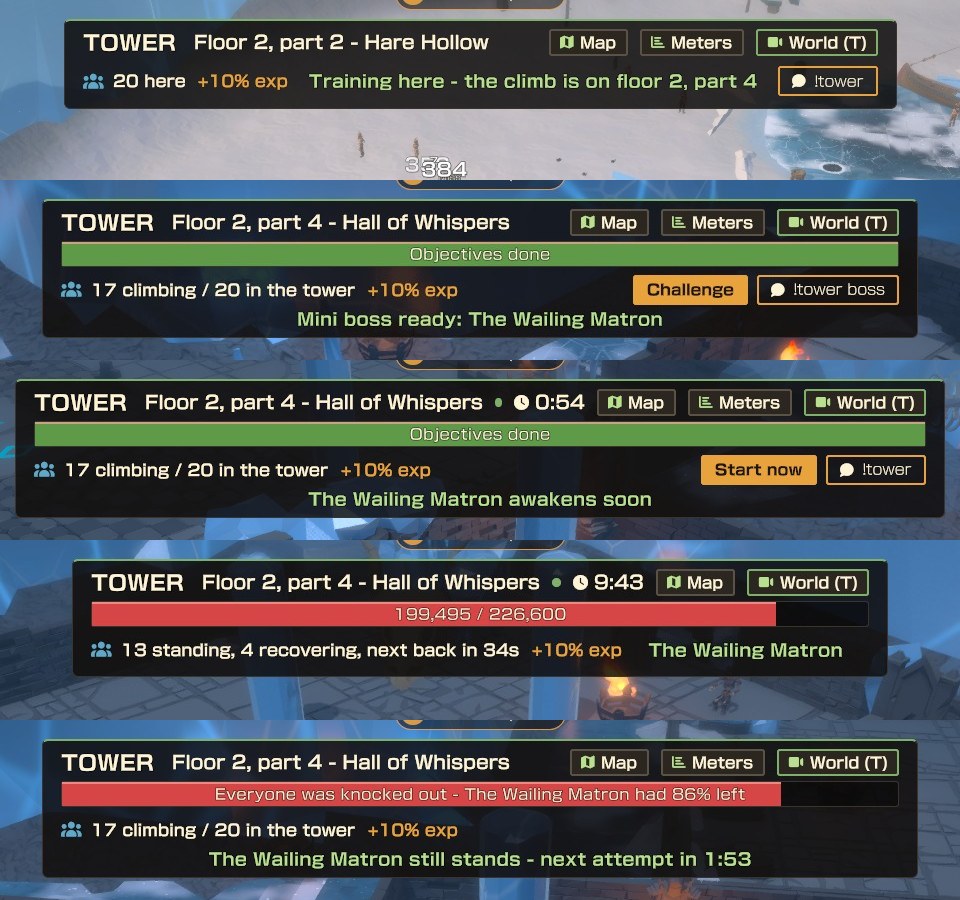 TOWER Floor 2, part 2 - Hare Hollow Map Meters World (T)
20 here +10% exp Training here - the climb is on floor 2, part 4 !tower
384
TOWER Floor 2, part 4 - Hall of Whispers Map Meters World (T)
Objectives done
17 climbing / 20 in the tower +10% exp Challenge !tower boss
Mini boss ready: The Wailing Matron
TOWER Floor 2, part 4 - Hall of Whispers 0:54 Map Meters World (T)
Objectives done
17 climbing / 20 in the tower +10% exp Start now !tower
The Wailing Matron awakens soon
TOWER Floor 2, part 4 - Hall of Whispers 9:43 Map World (T)
199,495 / 226,600
13 standing, 4 recovering, next back in 34s +10% exp The Wailing Matron
TOWER Floor 2, part 4 - Hall of Whispers Map Meters World (T)
Everyone was knocked out - The Wailing Matron had 86% left
17 climbing / 20 in the tower +10% exp
The Wailing Matron still stands - next attempt in 1:53